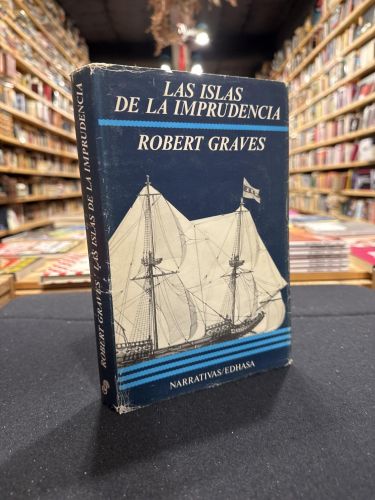 LAS ISLAS
DE LA IMPRUDENCIA
ROBERT GRAVES
NARRATIVAS/EDHASA
ROBERT GRAVES LAS ISLAS DE LA IMPRUDENCIA